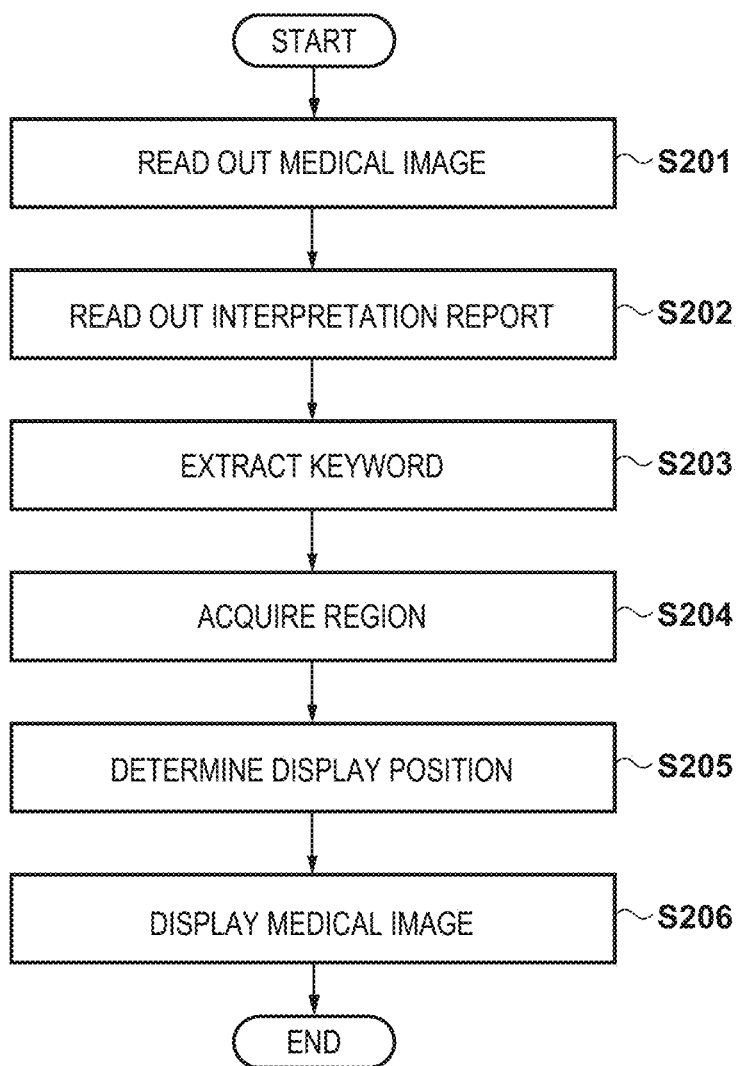 START
READ OUT MEDICAL IMAGE
S201
READ OUT INTERPRETATION REPORT
S202
EXTRACT KEYWORD
S203
ACQUIRE REGION
S204
DETERMINE DISPLAY POSITION
S205
DISPLAY MEDICAL IMAGE
S206
END